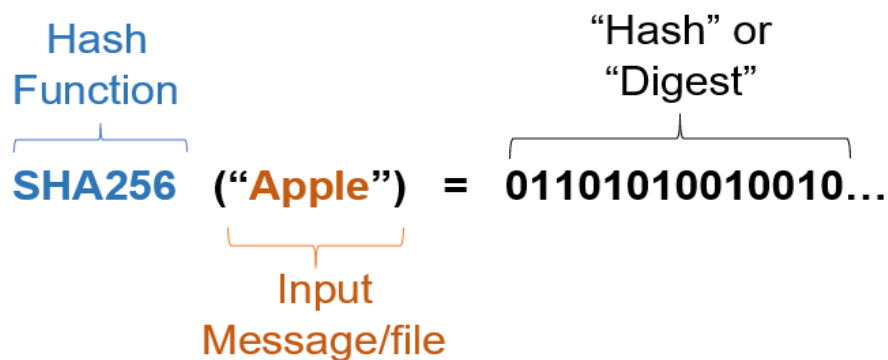 Hash
Function
“Hash” or
“Digest”
SHA256 (“Apple”) = 01101010010010...
Input
Message/file